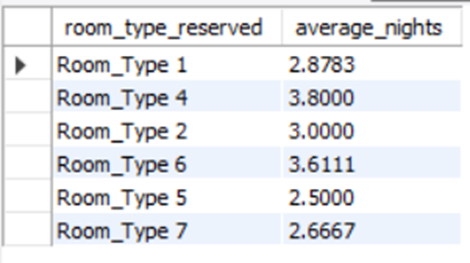 room_type_reserved average_nights
Room_Type 1 2.8783
Room_Type 4 3.8000
Room_Type 2 3.0000
Room_Type 6 3.6111
Room_Type 5 2.5000
Room_Type 7 2.6667